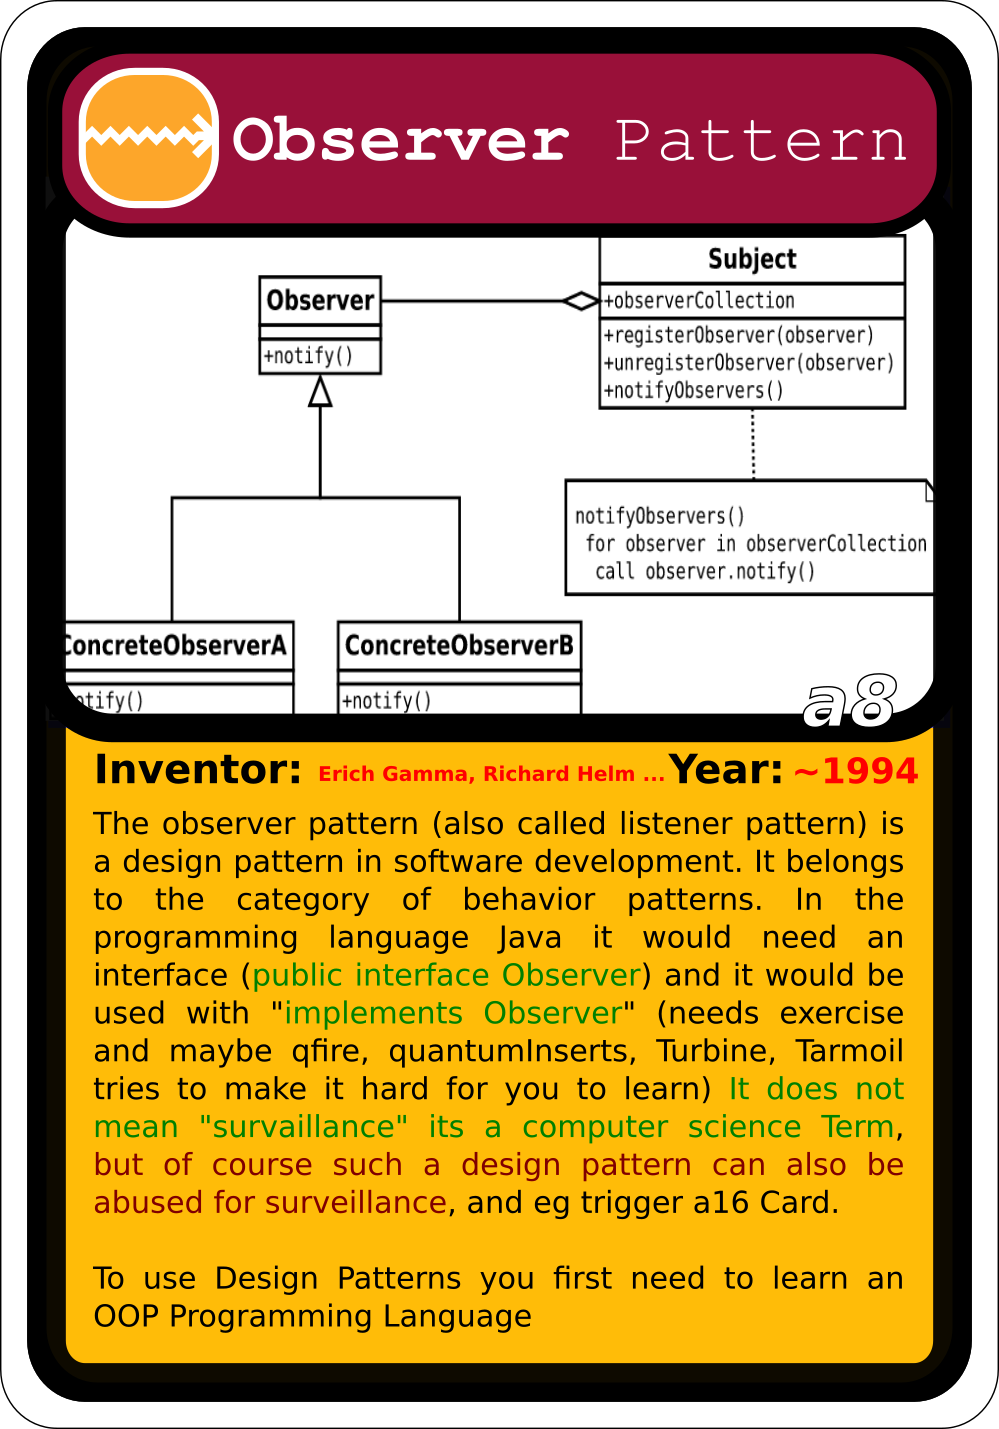 Observer Pattern
Subject
Observer
+observerCollection
+registerObserver(observer)
+notify()
+unregisterObserver(observer)
+notifyObservers()
notifyObservers()
for observer in observerCollection
call observer.notify()
ConcreteObserverA
ConcreteObserverB
otify()
+notify()
a8
Inventor: Erich Gamma, Richard Helm ... Year: ~1994
The observer pattern (also called listener pattern) is
a design pattern in software development. It belongs
to the category of behavior patterns. In the
programming language Java it would need an
interface (public interface Observer) and it would be
used with "implements Observer" (needs exercise
and maybe qfire, quantumInserts, Turbine, Tarmoil
tries to make it hard for you to learn) It does not
mean "survaillance" its a computer science Term,
but of course such a design pattern can also be
abused for surveillance, and eg trigger a16 Card.
To use Design Patterns you first need to learn an
OOP Programming Language